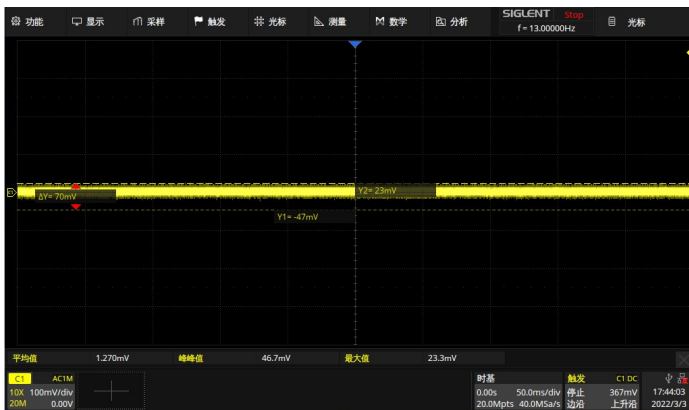 功能 显示 采样 触发 光标 测量 数学 分析 SIGLENT Stop 光标
f = 13.00000Hz
ΔY= 70mV Y2= 23mV
Y1= -47mV
平均值 1.270mV 峰峰值 46.7mV 最大值 23.3mV
C1 AC1M 时基 触发 C1 DC
10X 100mV/div 0.00s 50.0ms/div 停止 367mV 17:44:03
20M 0.00V 20.0Mpts 40.0MSa/s 边沿 上升沿 2022/3/3